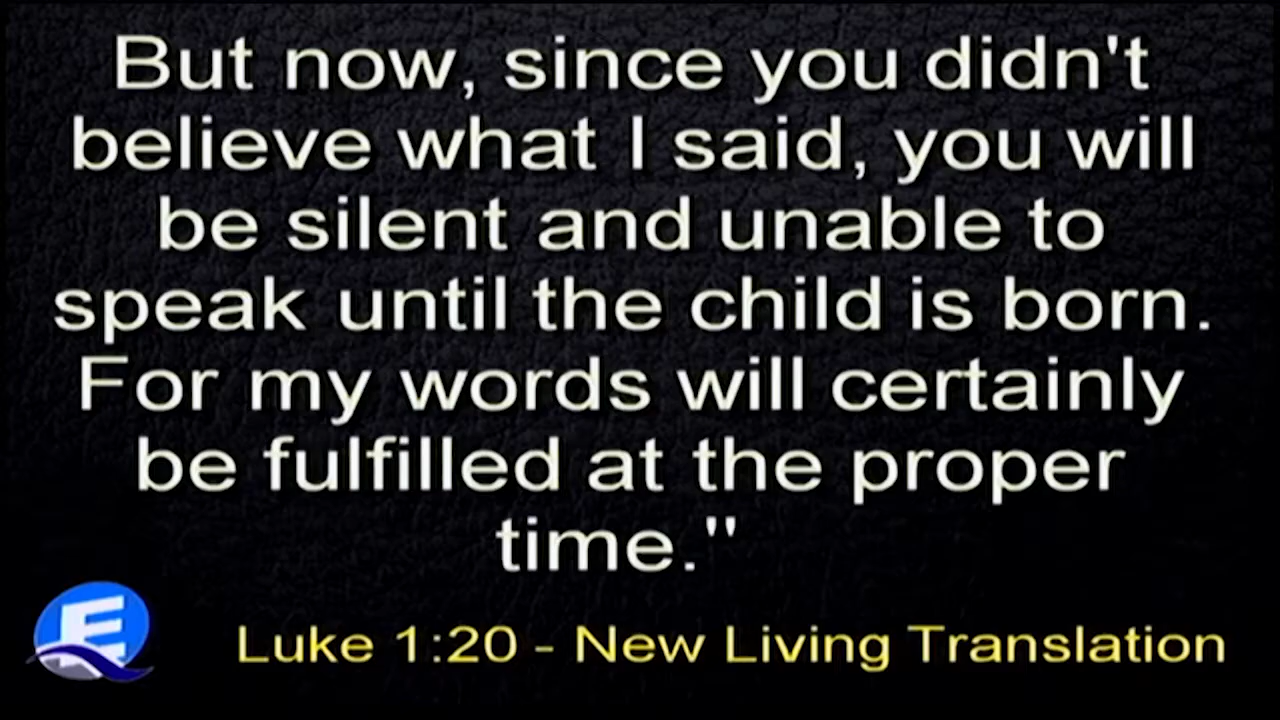 But now, since you didn't
believe what I said, you will
be silent and unable to
speak until the child is born.
For my words will certainly
be fulfilled at the proper
time."
E
Luke 1:20 - New Living Translation